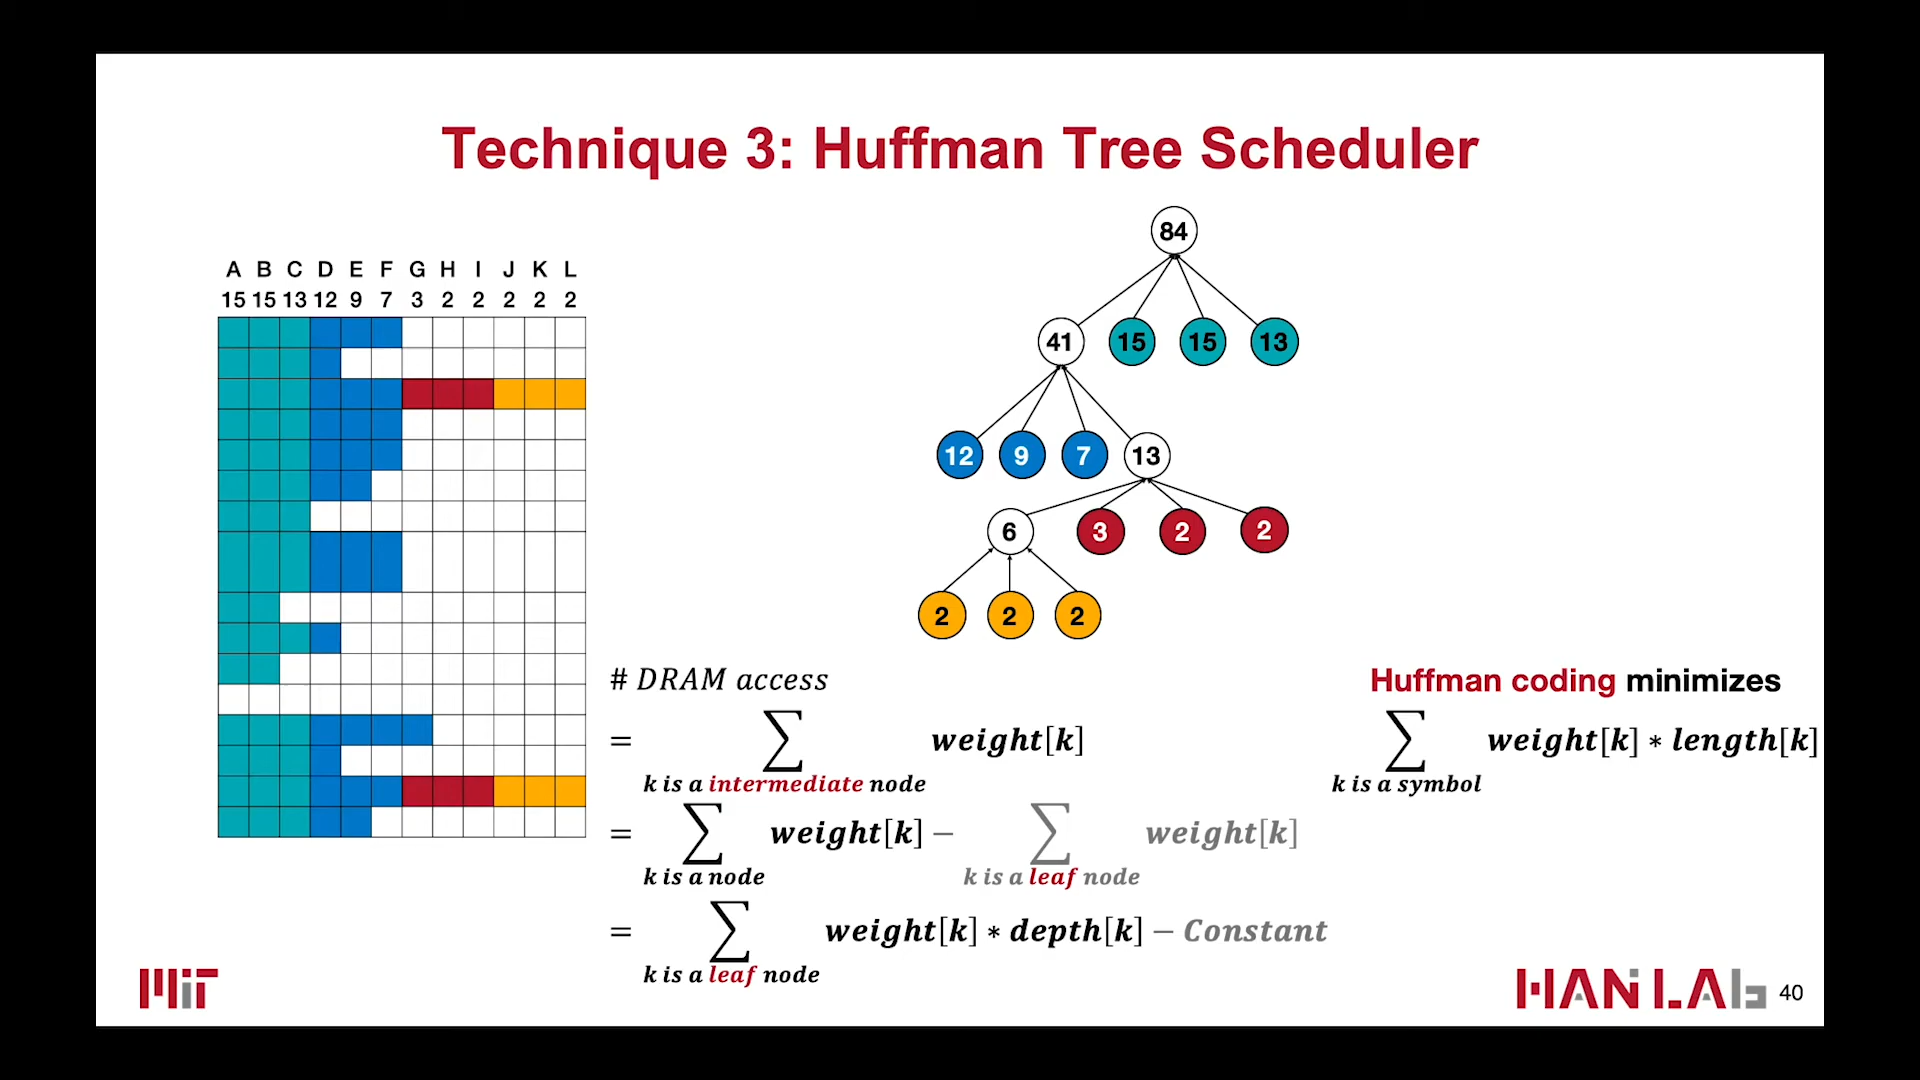 Technique 3: Huffman Tree Scheduler
A B C D E F G H I J K L
15 15 13 12 9 7 3 2 2 2 2 2
84
41 15 15 13
12 9 7 13
6 3 2 2
2 2 2
# DRAM access
= ∑ weight[k]
k is a intermediate node
= ∑ weight[k] − ∑ weight[k]
k is a node k is a leaf node
= ∑ weight[k] ∗ depth[k] − Constant
k is a leaf node
Huffman coding minimizes
∑ weight[k] ∗ length[k]
k is a symbol
MIT
HAN LAb 40